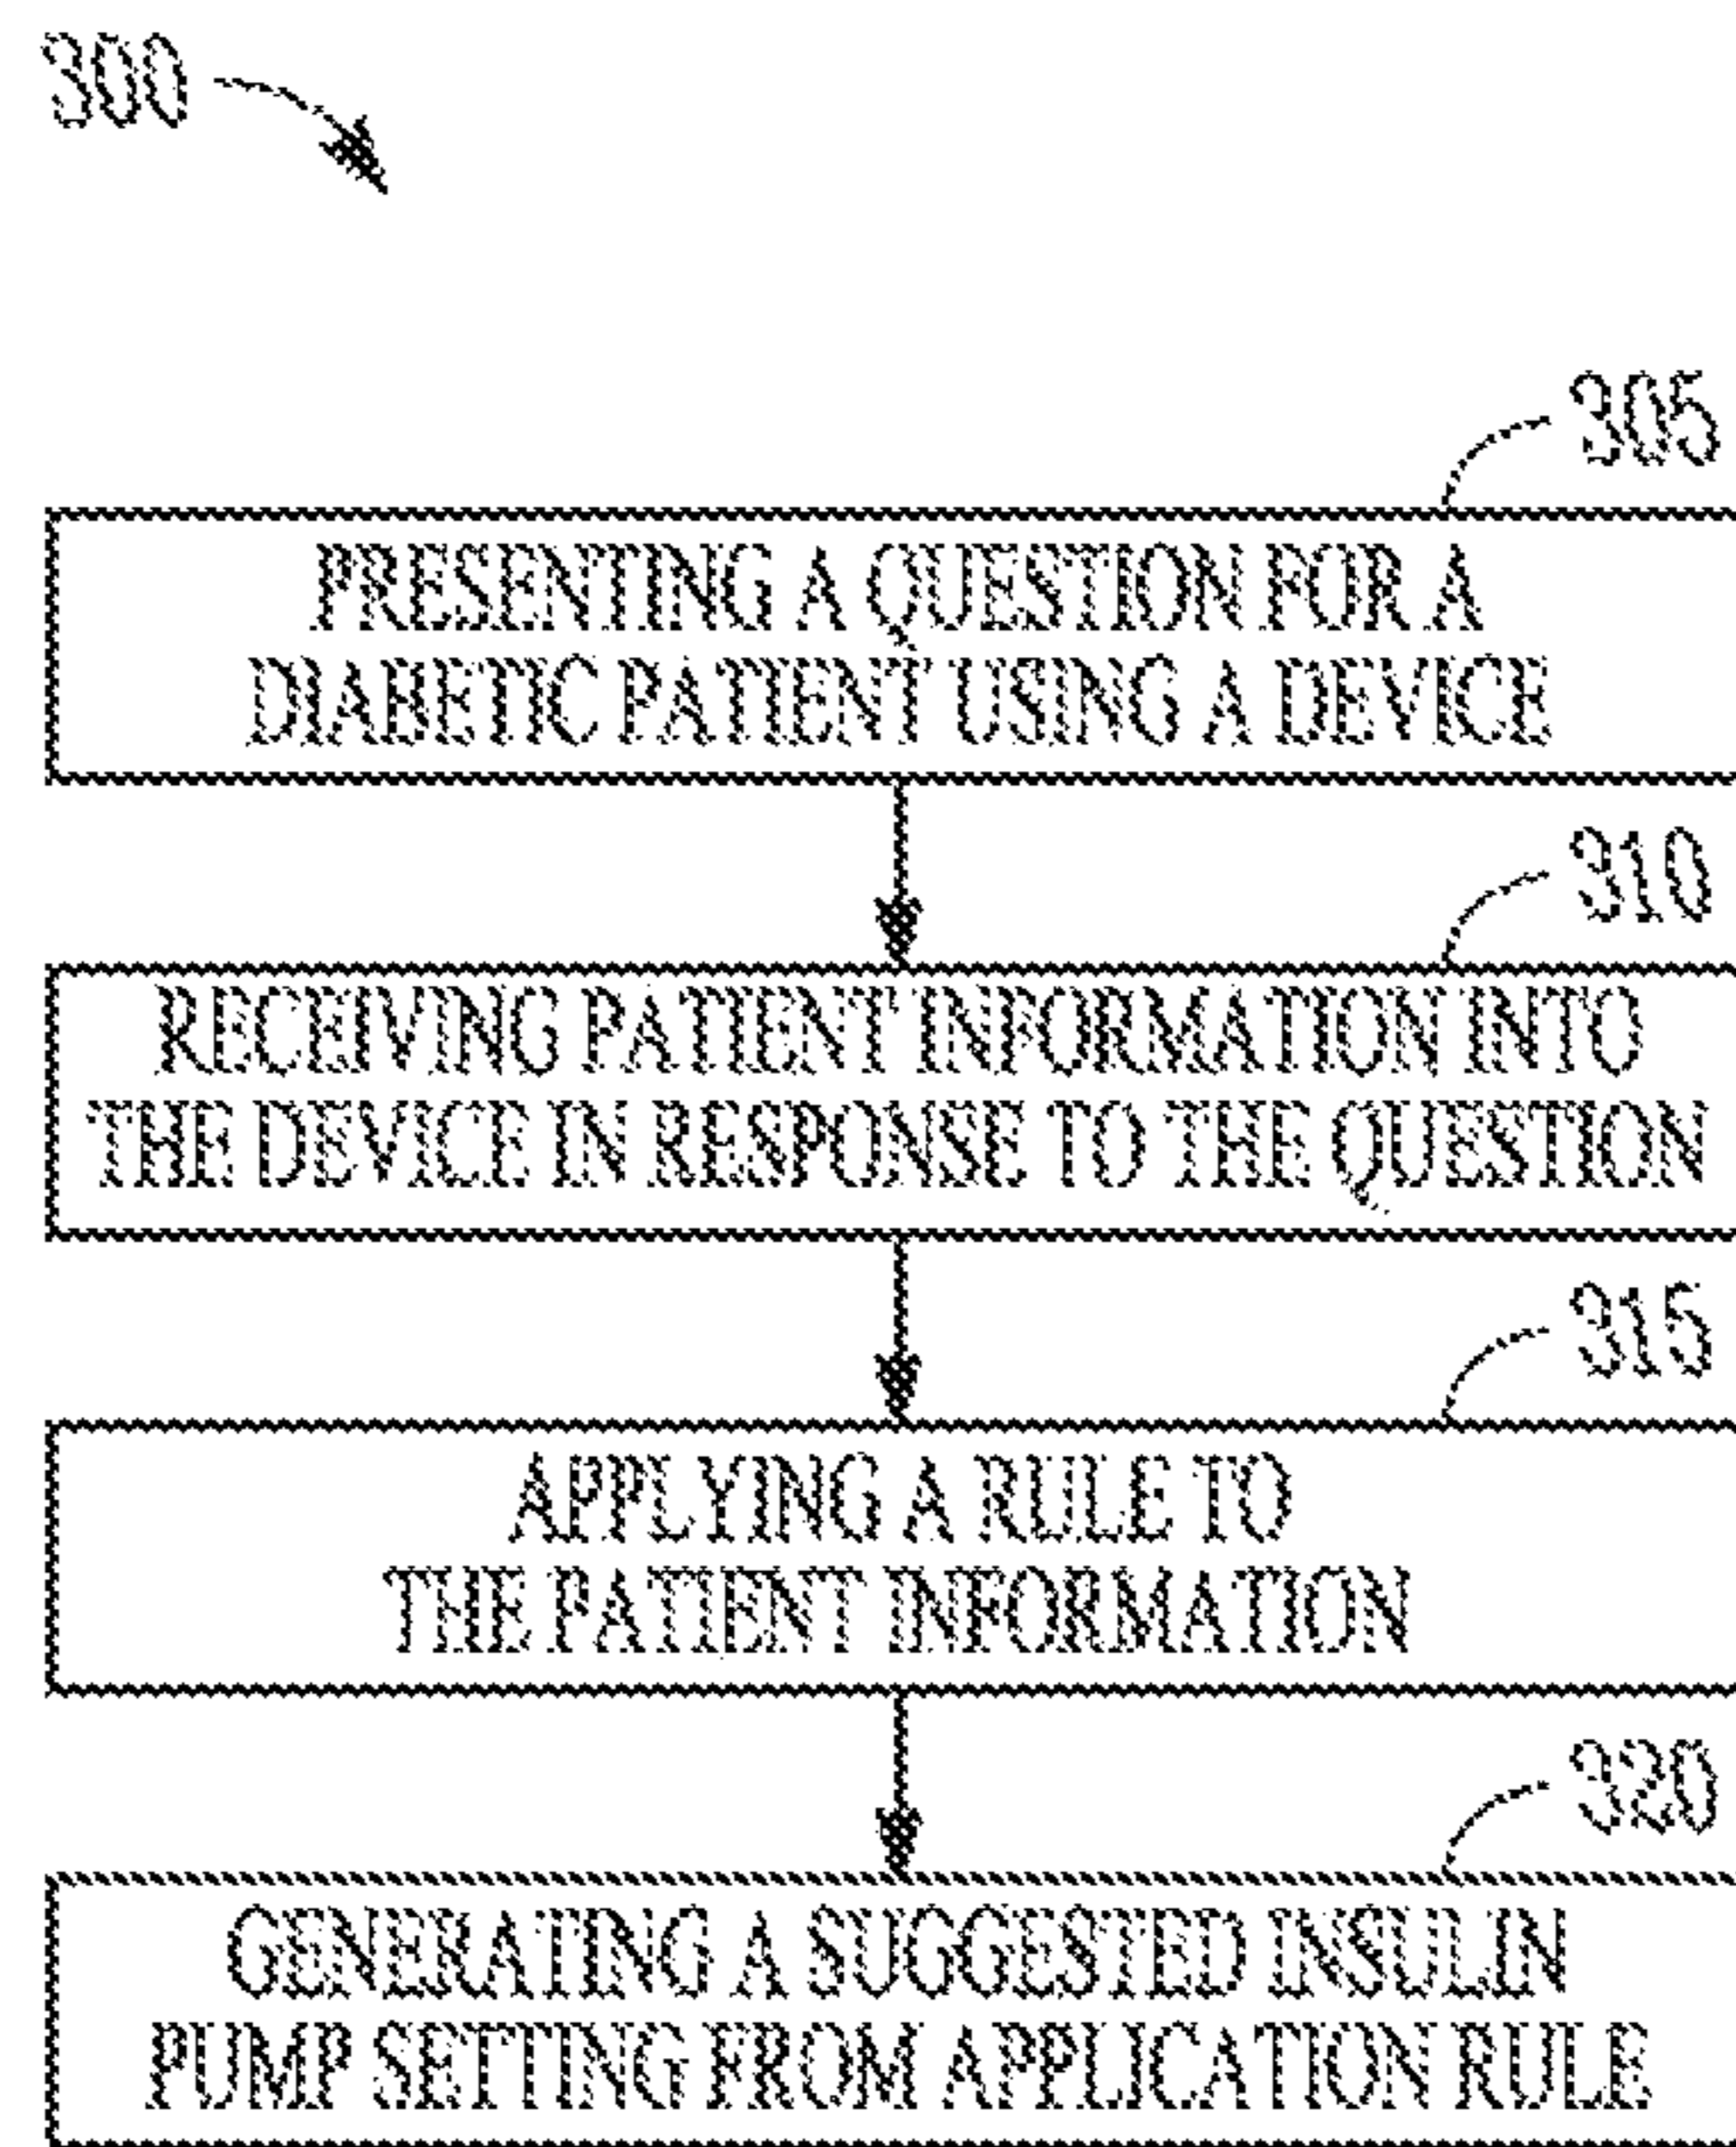 300
305
PRESENTING A QUESTION FOR A
DIABETIC PATIENT USING A DEVICE
310
RECEIVING PATIENT INFORMATION INTO
THE DEVICE IN RESPONSE TO THE QUESTION
315
APPLYING A RULE TO
THE PATIENT INFORMATION
320
GENERATING A SUGGESTED INSULIN
PUMP SETTING FROM APPLICATION RULE